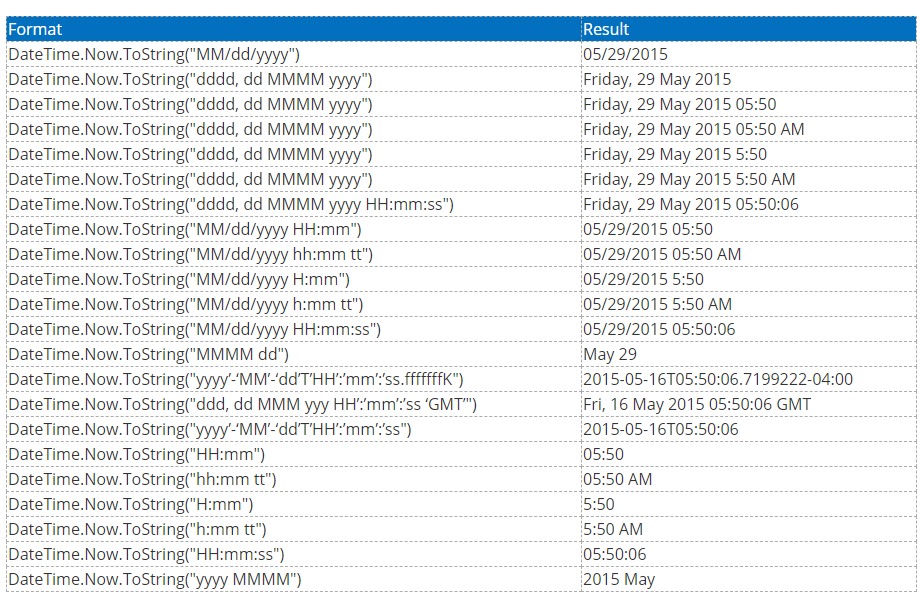 Format Result
DateTime.Now.ToString("MM/dd/yyyy") 05/29/2015
DateTime.Now.ToString("dddd, dd MMMM yyyy") Friday, 29 May 2015
DateTime.Now.ToString("dddd, dd MMMM yyyy") Friday, 29 May 2015 05:50
DateTime.Now.ToString("dddd, dd MMMM yyyy") Friday, 29 May 2015 05:50 AM
DateTime.Now.ToString("dddd, dd MMMM yyyy") Friday, 29 May 2015 5:50
DateTime.Now.ToString("dddd, dd MMMM yyyy") Friday, 29 May 2015 5:50 AM
DateTime.Now.ToString("dddd, dd MMMM yyyy HH:mm:ss") Friday, 29 May 2015 05:50:06
DateTime.Now.ToString("MM/dd/yyyy HH:mm") 05/29/2015 05:50
DateTime.Now.ToString("MM/dd/yyyy hh:mm tt") 05/29/2015 05:50 AM
DateTime.Now.ToString("MM/dd/yyyy H:mm") 05/29/2015 5:50
DateTime.Now.ToString("MM/dd/yyyy h:mm tt") 05/29/2015 5:50 AM
DateTime.Now.ToString("MM/dd/yyyy HH:mm:ss") 05/29/2015 05:50:06
DateTime.Now.ToString("MMMM dd") May 29
DateTime.Now.ToString("yyyy’-‘MM’-‘dd’T’HH’:’mm’:’ss.fffffffK") 2015-05-16T05:50:06.7199222-04:00
DateTime.Now.ToString("ddd, dd MMM yyy HH’:’mm’:’ss ‘GMT’") Fri, 16 May 2015 05:50:06 GMT
DateTime.Now.ToString("yyyy’-‘MM’-‘dd’T’HH’:’mm’:’ss") 2015-05-16T05:50:06
DateTime.Now.ToString("HH:mm") 05:50
DateTime.Now.ToString("hh:mm tt") 05:50 AM
DateTime.Now.ToString("H:mm") 5:50
DateTime.Now.ToString("h:mm tt") 5:50 AM
DateTime.Now.ToString("HH:mm:ss") 05:50:06
DateTime.Now.ToString("yyyy MMMM") 2015 May